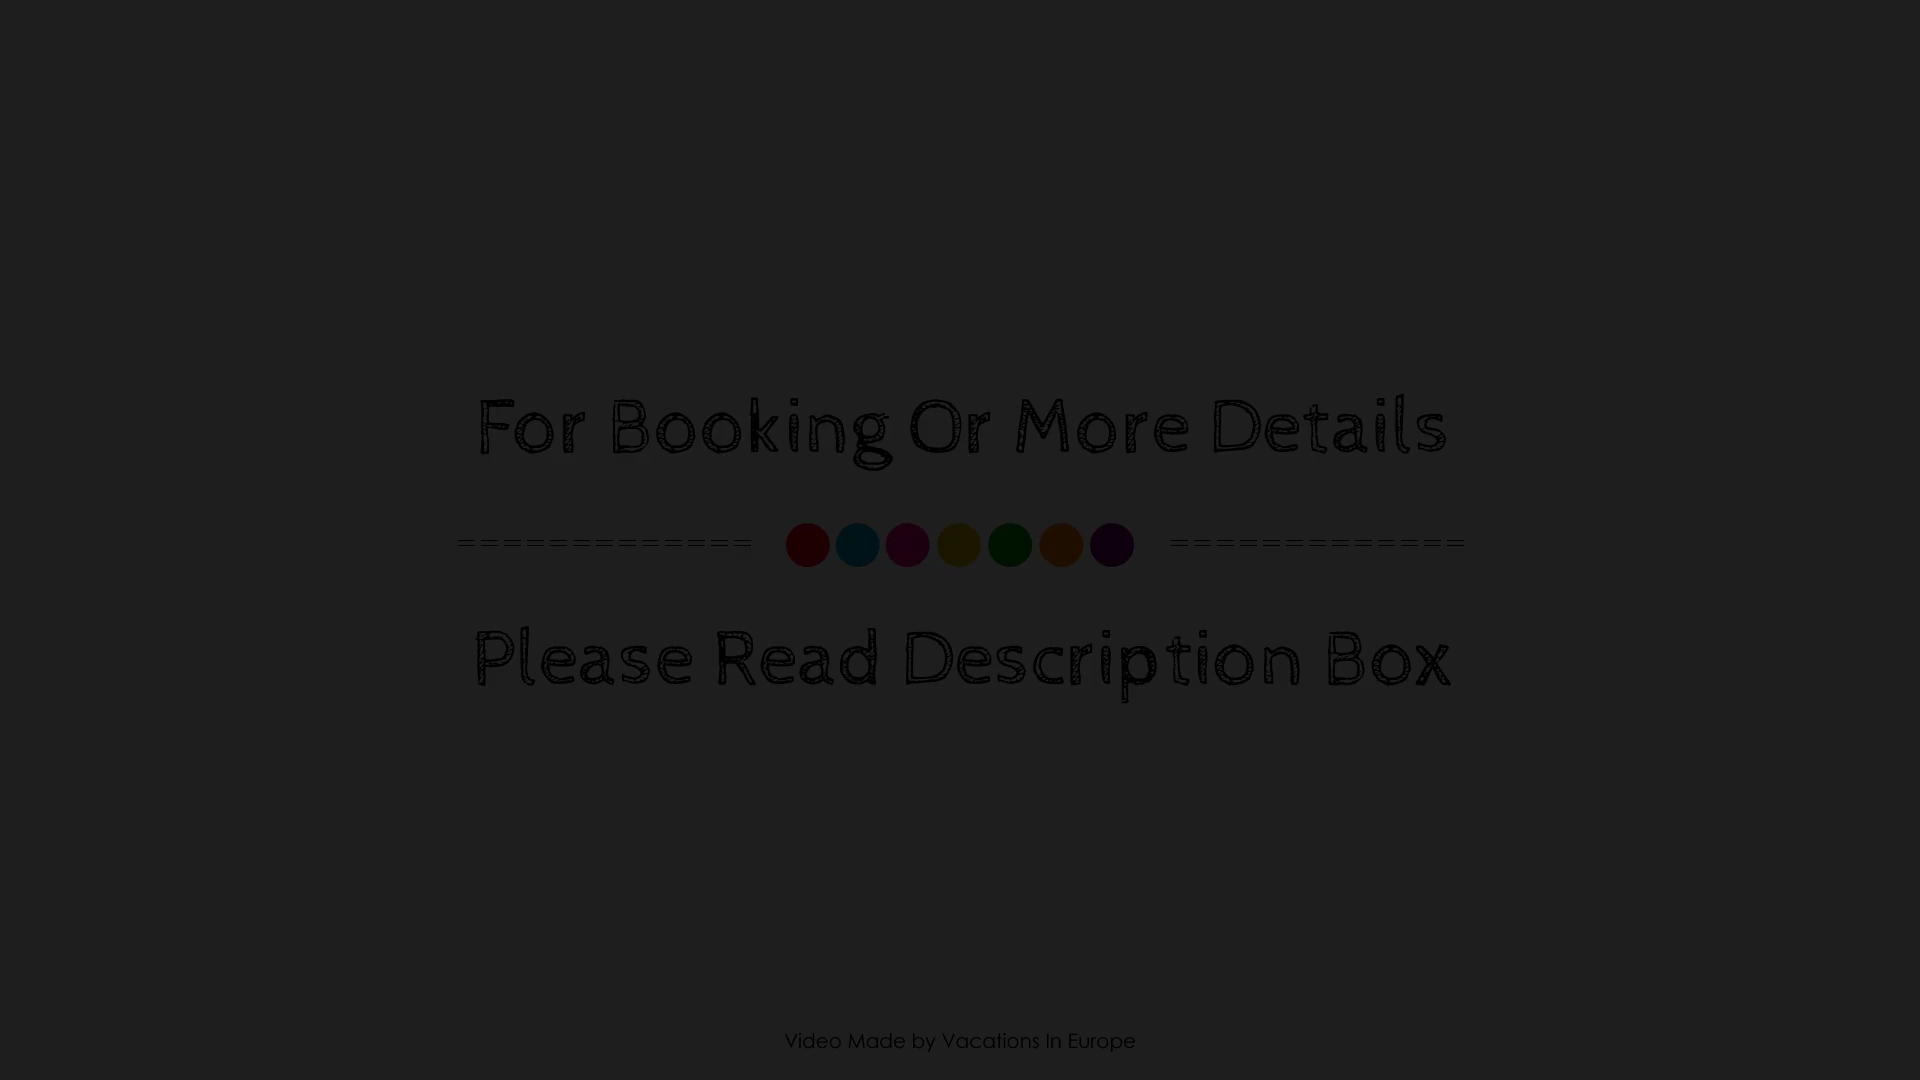 For Booking Or More Details
============= =============
Please Read Description Box
Video Made by Vacations In Europe